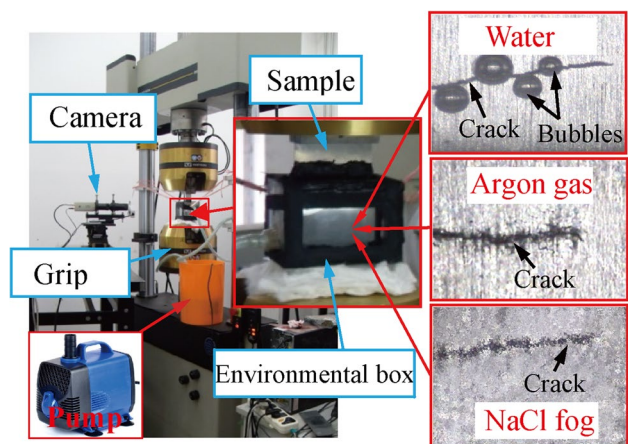 Camera
Sample
Grip
Pump
Environmental box
Water
Crack
Bubbles
Argon gas
Crack
Crack
NaCl fog